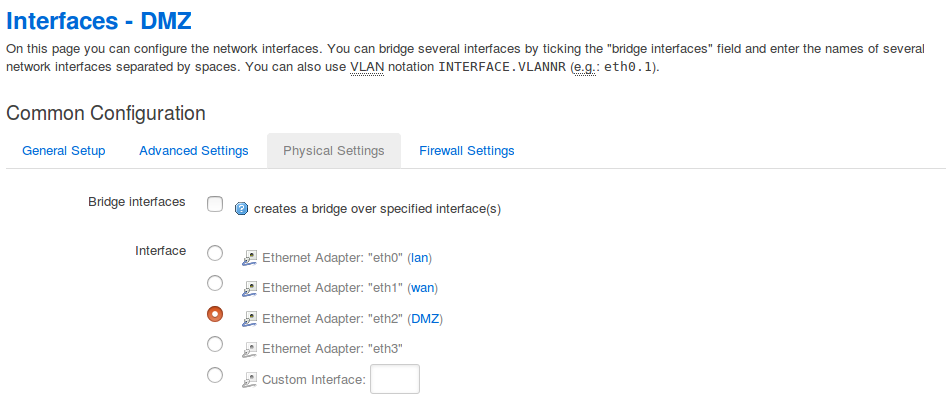 Interfaces - DMZ
On this page you can configure the network interfaces. You can bridge several interfaces by ticking the "bridge interfaces" field and enter the names of several
network interfaces separated by spaces. You can also use VLAN notation INTERFACE.VLANNR (e.g.: eth0.1).
Common Configuration
General Setup Advanced Settings Physical Settings Firewall Settings
Bridge interfaces ? creates a bridge over specified interface(s)
Interface
Ethernet Adapter: "eth0" (lan)
Ethernet Adapter: "eth1" (wan)
Ethernet Adapter: "eth2" (DMZ)
Ethernet Adapter: "eth3"
Custom Interface: